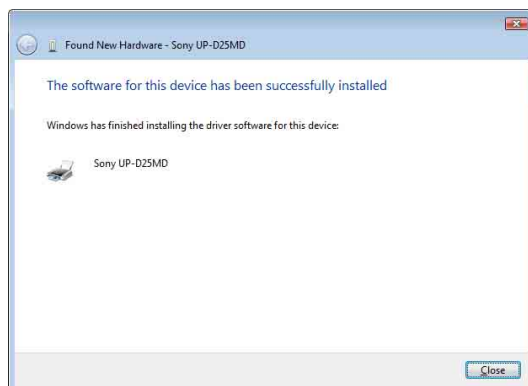 Found New Hardware - Sony UP-D25MD
The software for this device has been successfully installed
Windows has finished installing the driver software for this device:
Sony UP-D25MD
Close